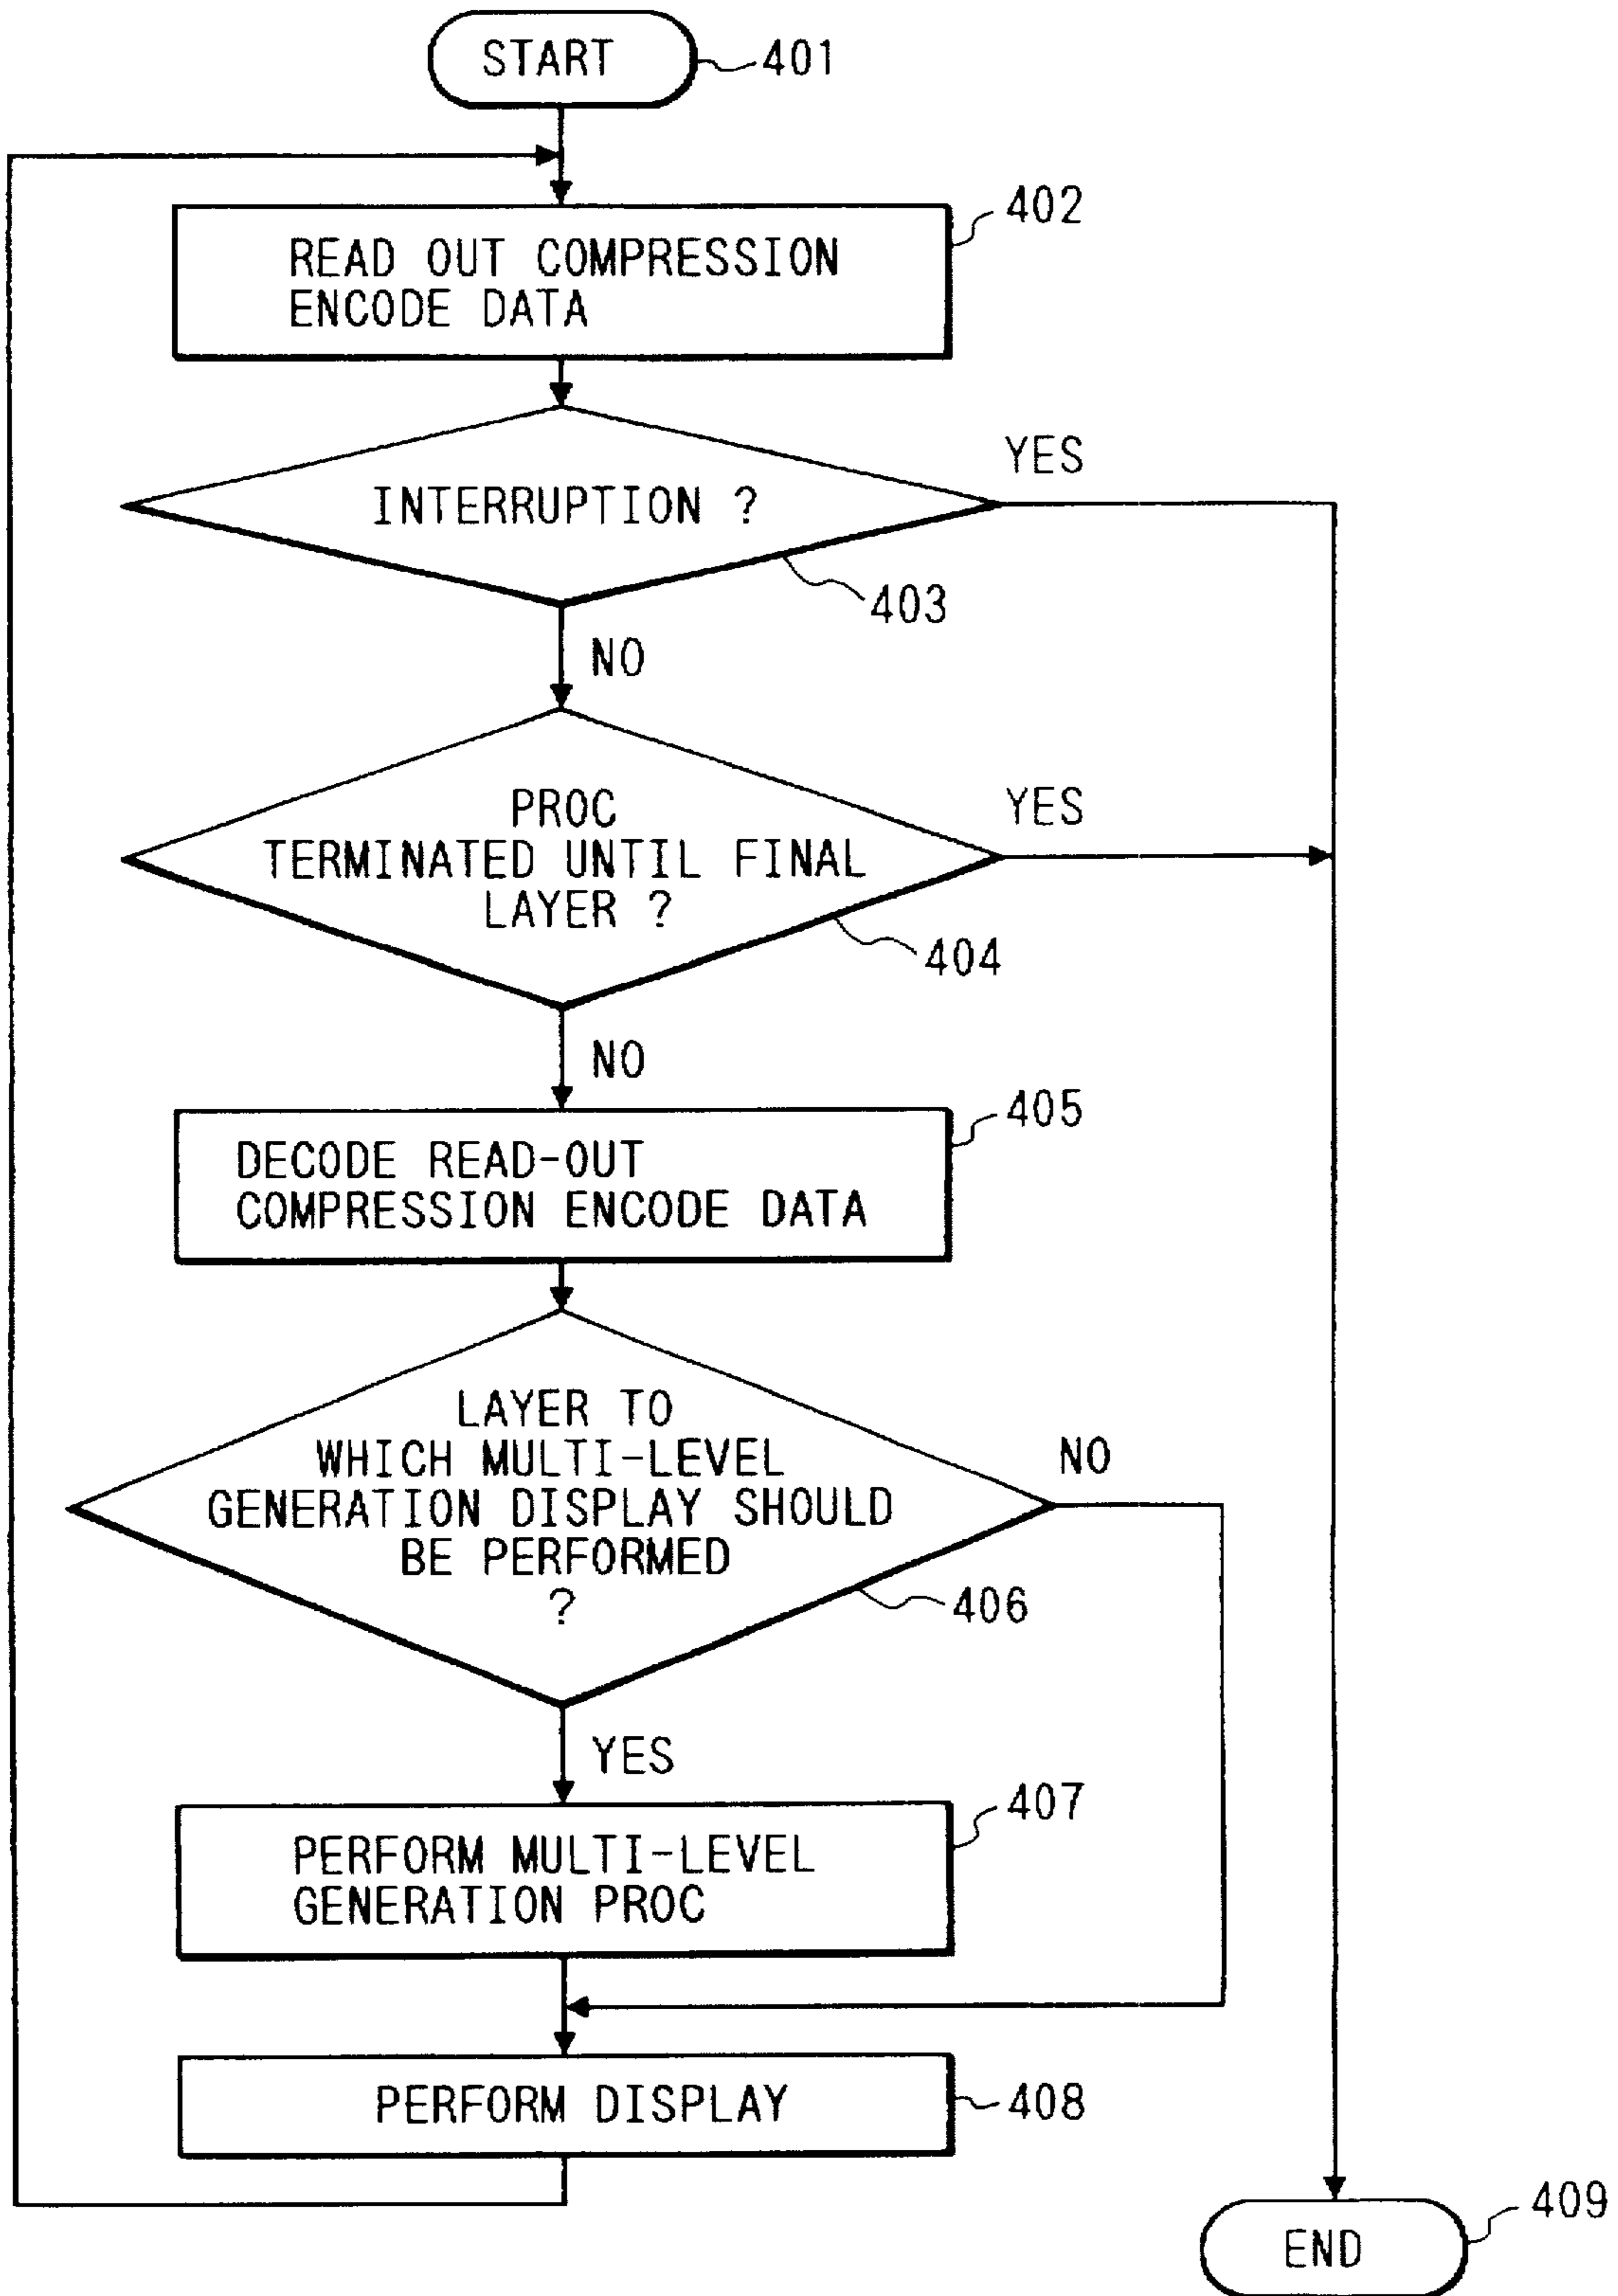 START
401
402
READ OUT COMPRESSION
ENCODE DATA
YES
INTERRUPTION ?
403
NO
PROC
YES
TERMINATED UNTIL FINAL
LAYER ?
404
NO
405
DECODE READ-OUT
COMPRESSION ENCODE DATA
LAYER TO
WHICH MULTI-LEVEL
NO
GENERATION DISPLAY SHOULD
BE PERFORMED
?
406
YES
407
PERFORM MULTI-LEVEL
GENERATION PROC
PERFORM DISPLAY
408
409
END